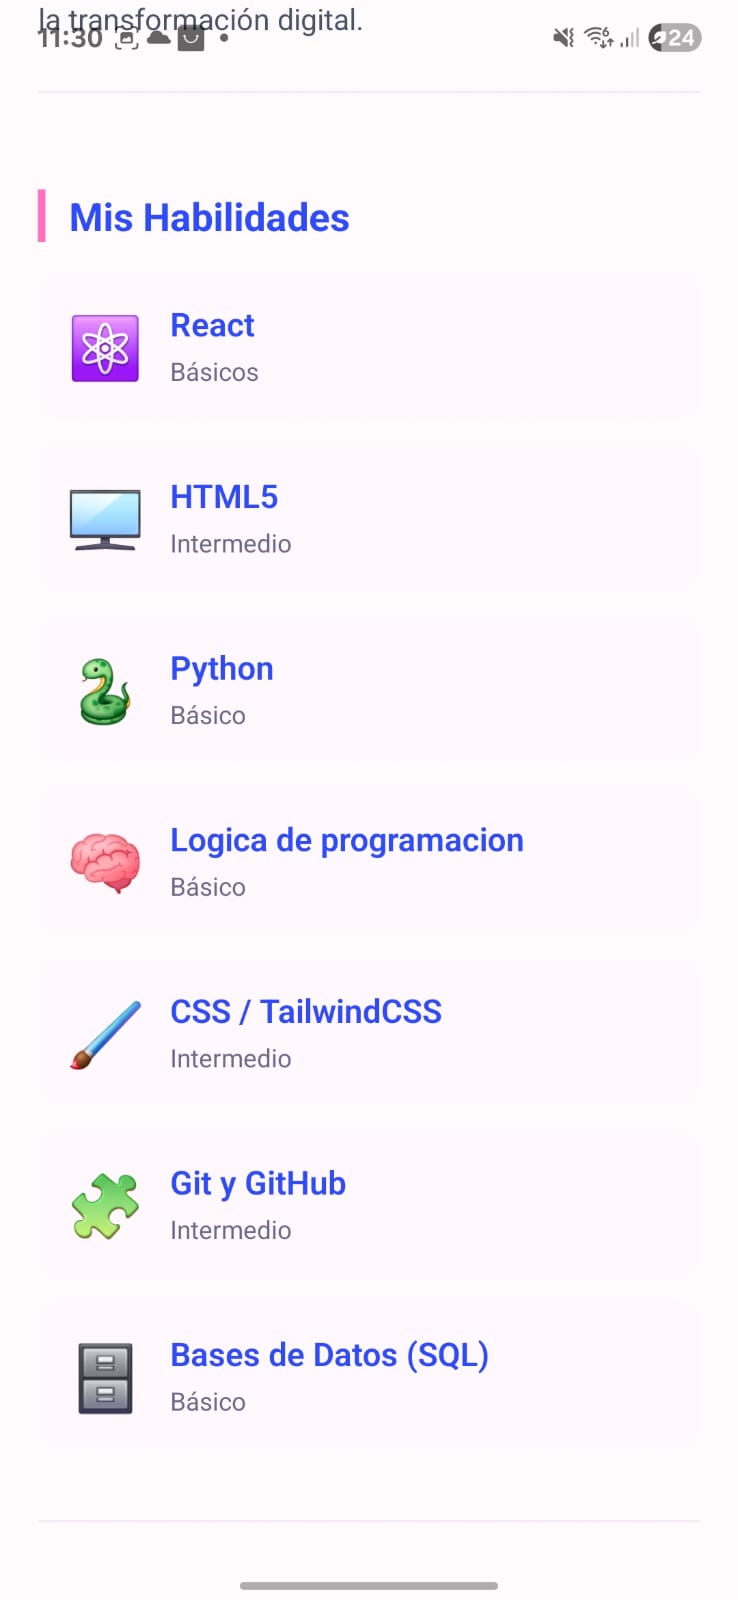 la transformación digital.
11:30
6
24
Mis Habilidades
React
Básicos
HTML5
Intermedio
Python
Básico
Logica de programacion
Básico
CSS / TailwindCSS
Intermedio
Git y GitHub
Intermedio
Bases de Datos (SQL)
Básico